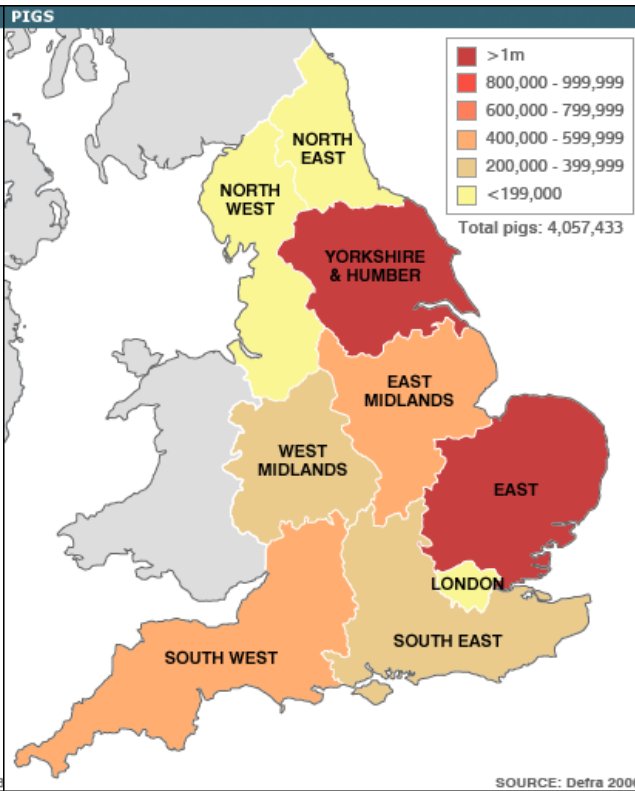 PIGS
>1m
800,000 - 999,999
600,000 - 799,999
400,000 - 599,999
200,000 - 399,999
<199,000
Total pigs: 4,057,433
NORTH
EAST
NORTH
WEST
YORKSHIRE
& HUMBER
EAST
MIDLANDS
WEST
MIDLANDS
EAST
LONDON
SOUTH EAST
SOUTH WEST
SOURCE: Defra